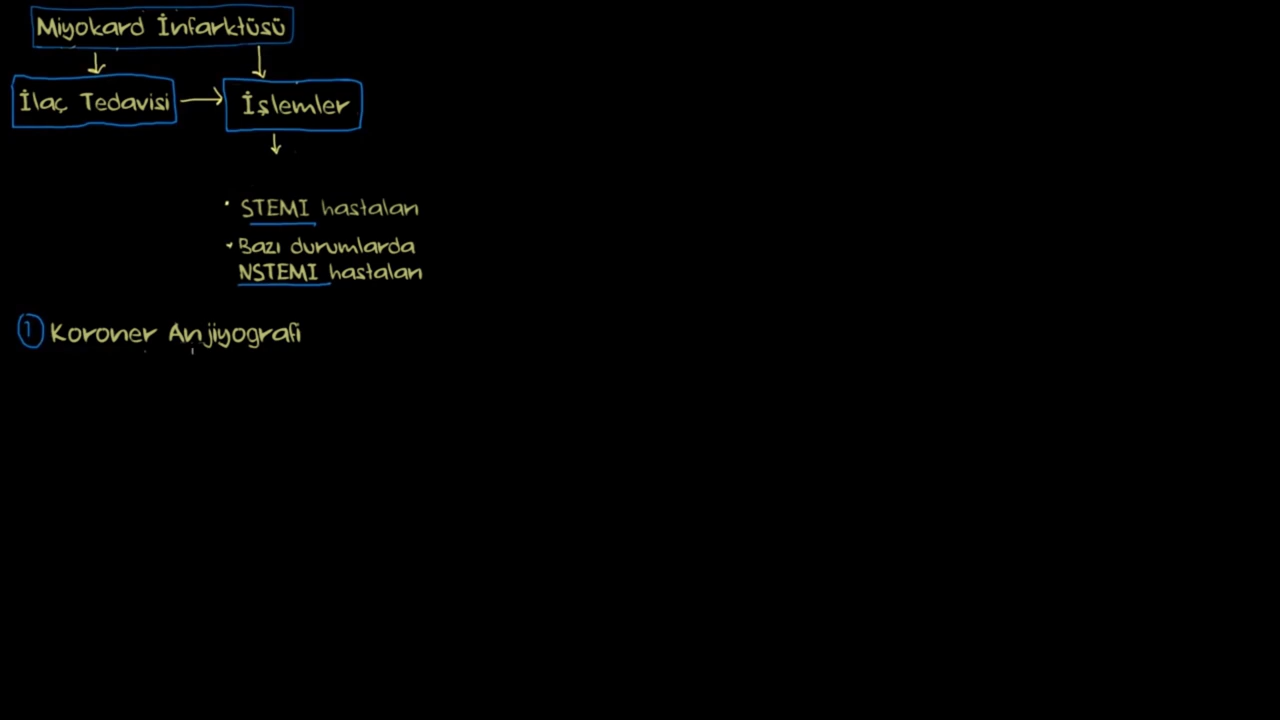 Miyokard İnfarktüsü
İlaç Tedavisi
İşlemler
• STEMI hastaları
• Bazı durumlarda
NSTEMI hastaları
1 Koroner Anjiyografi